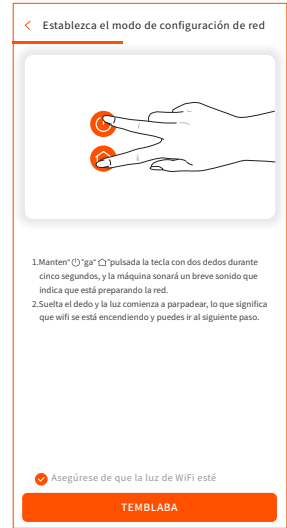 Establezca el modo de configuración de red
1.Manten“⏻”ga“⌂”pulsada la tecla con dos dedos durante
cinco segundos, y la máquina sonará un breve sonido que
indica que está preparando la red.
2.Suelta el dedo y la luz comienza a parpadear, lo que significa
que wifi se está encendiendo y puedes ir al siguiente paso.
Asegúrese de que la luz de WiFi esté
TEMBLABA